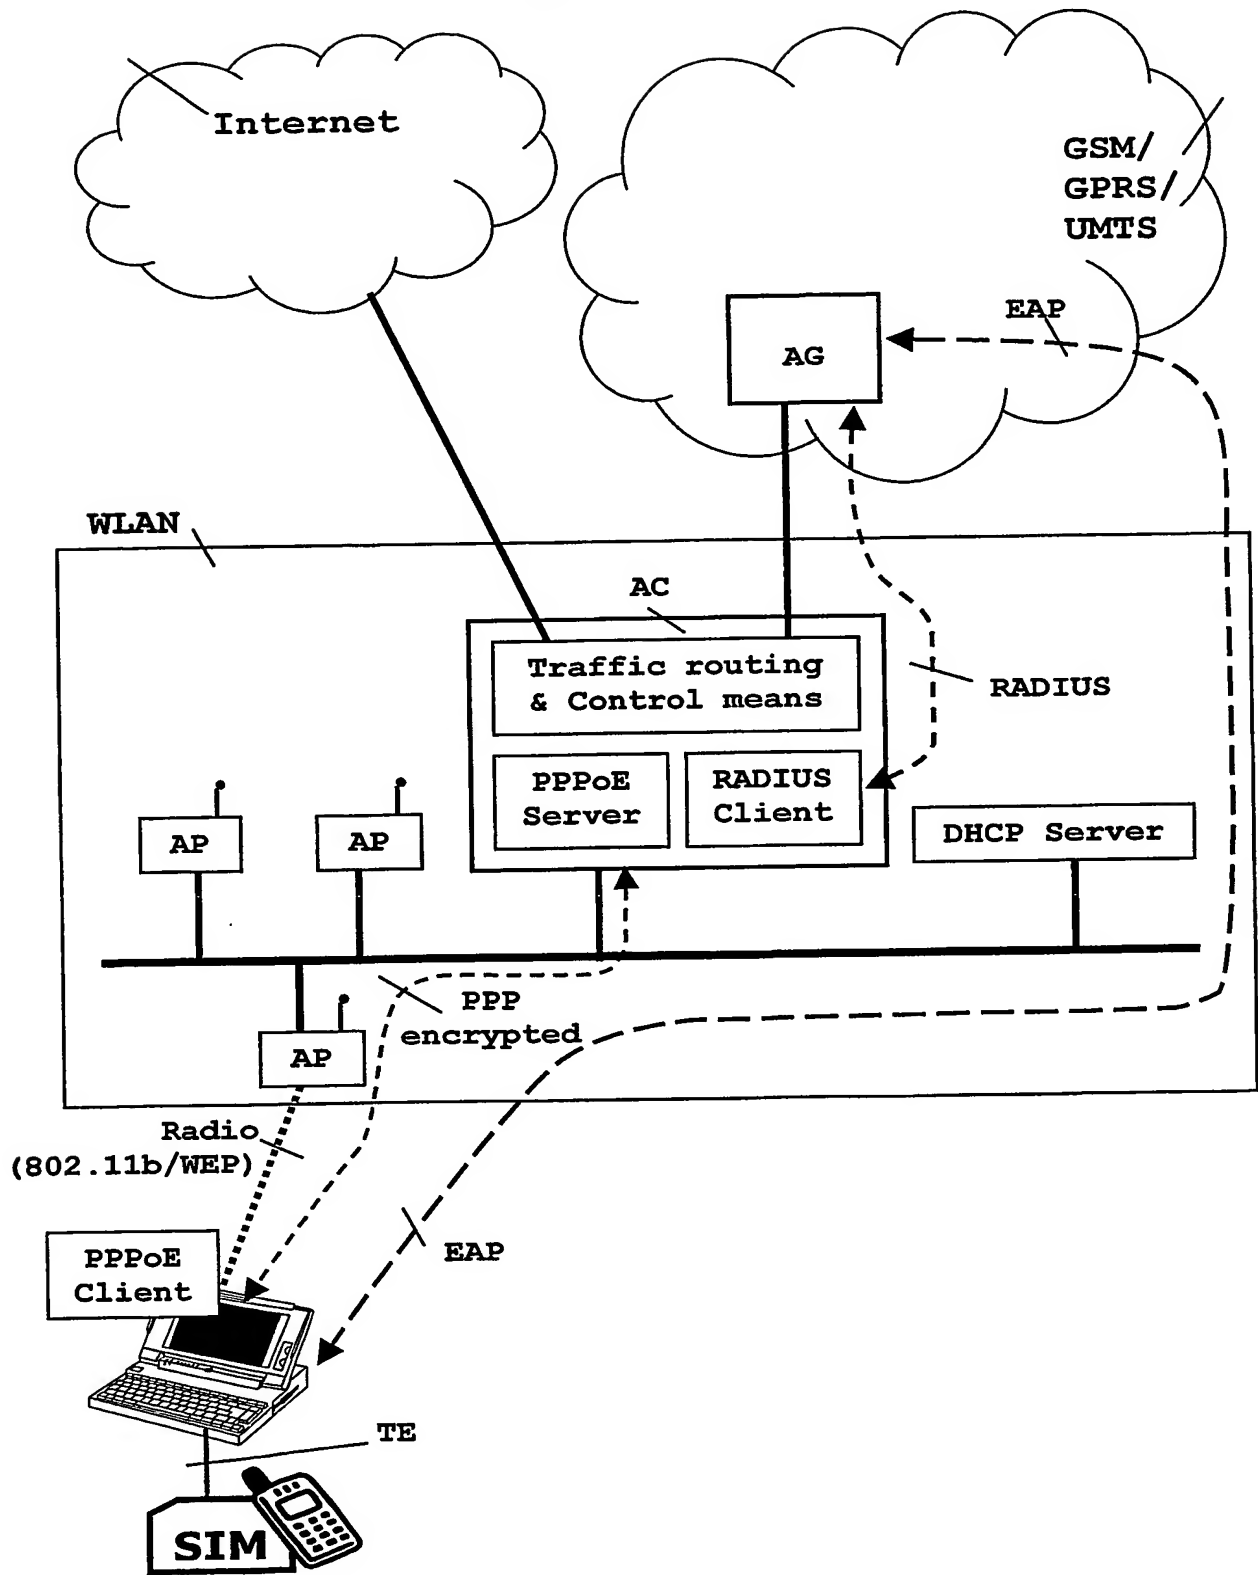 Internet
GSM/
GPRS/
UMTS
EAP
AG
WLAN
AC
Traffic routing
& Control means
RADIUS
PPPoE
Server
RADIUS
Client
AP
AP
DHCP Server
PPP
encrypted
AP
Radio
(802.11b/WEP)
PPPoE
Client
EAP
TE
SIM